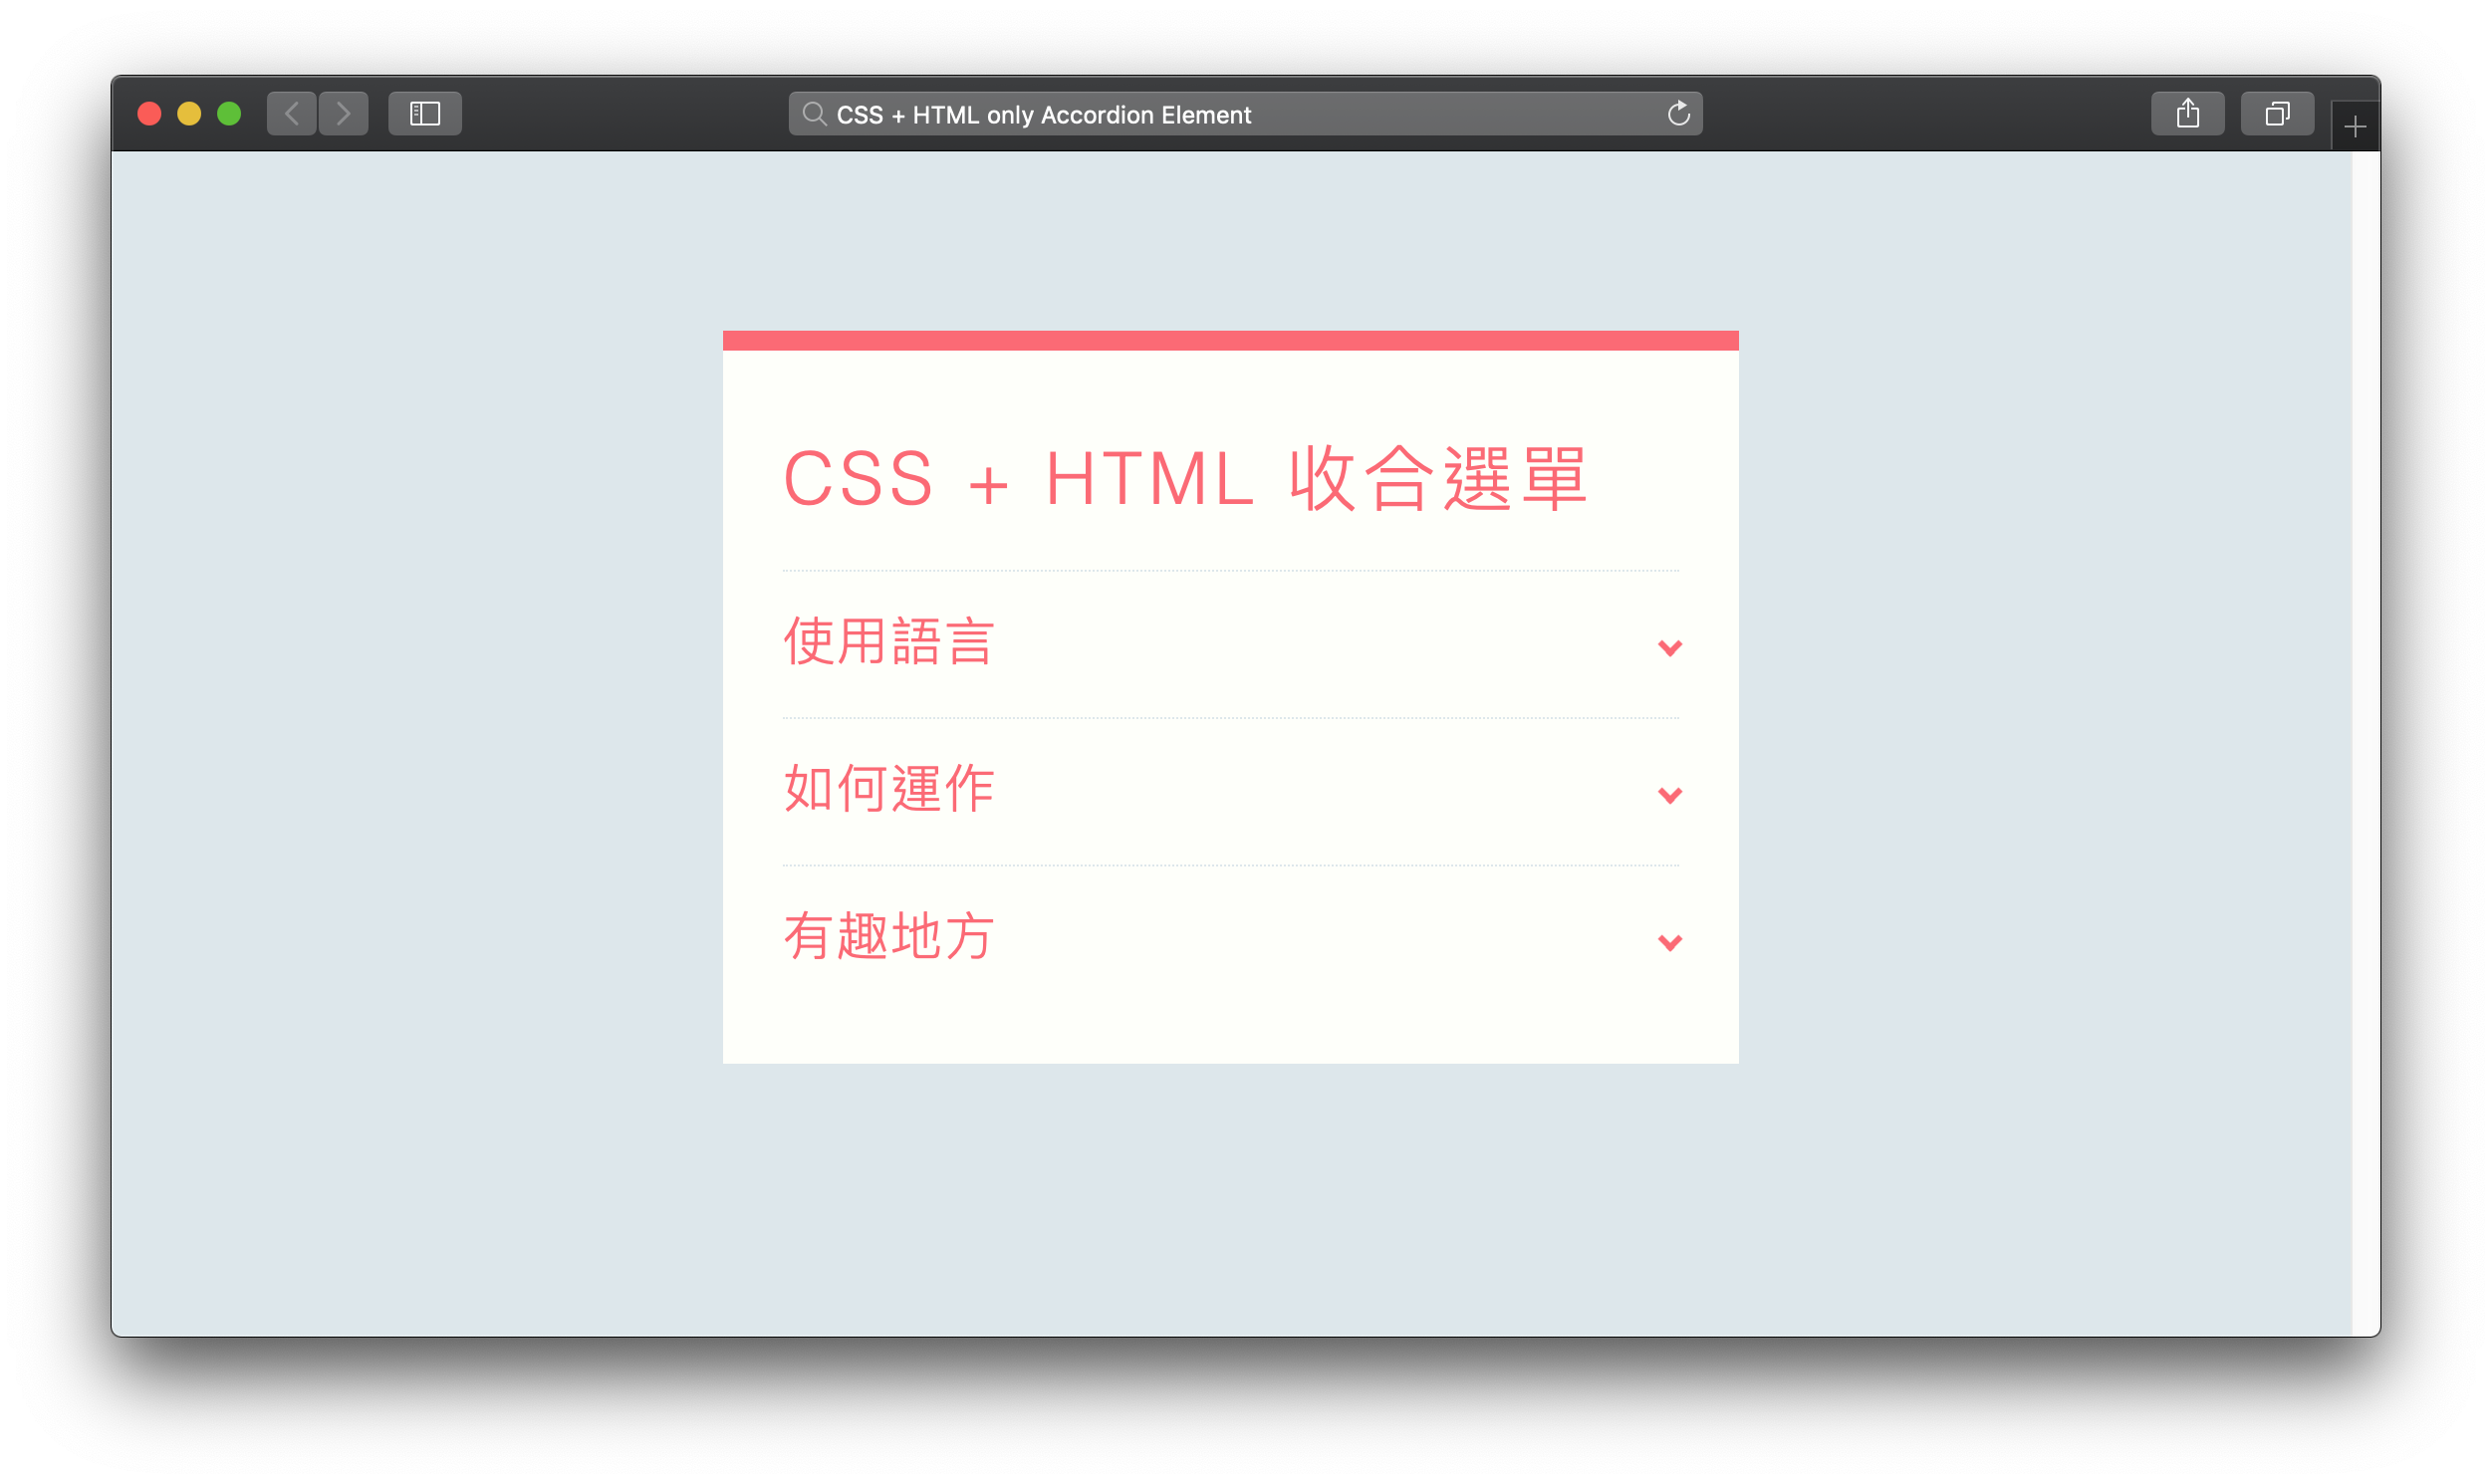 CSS + HTML only Accordion Element
CSS + HTML 收合選單
使用語言
如何運作
有趣地方